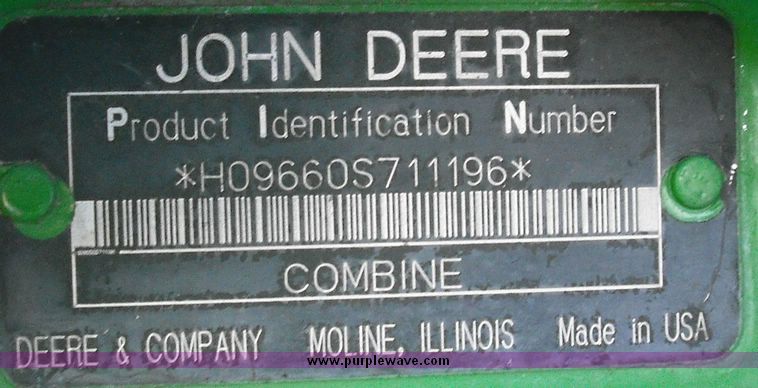 JOHN DEERE
Product Identification Number
*H09660S711196*
COMBINE
DEERE & COMPANY MOLINE, ILLINOIS Made in USA
www.purplewave.com